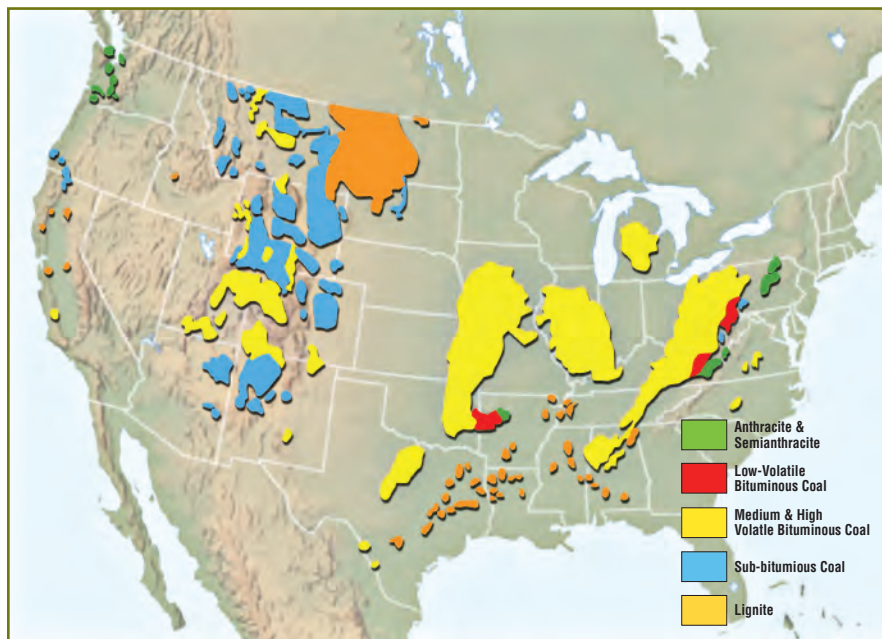 Anthracite &
Semianthracite
Low-Volatile
Bituminous Coal
Medium & High
Volatle Bituminous Coal
Sub-bitumious Coal
Lignite